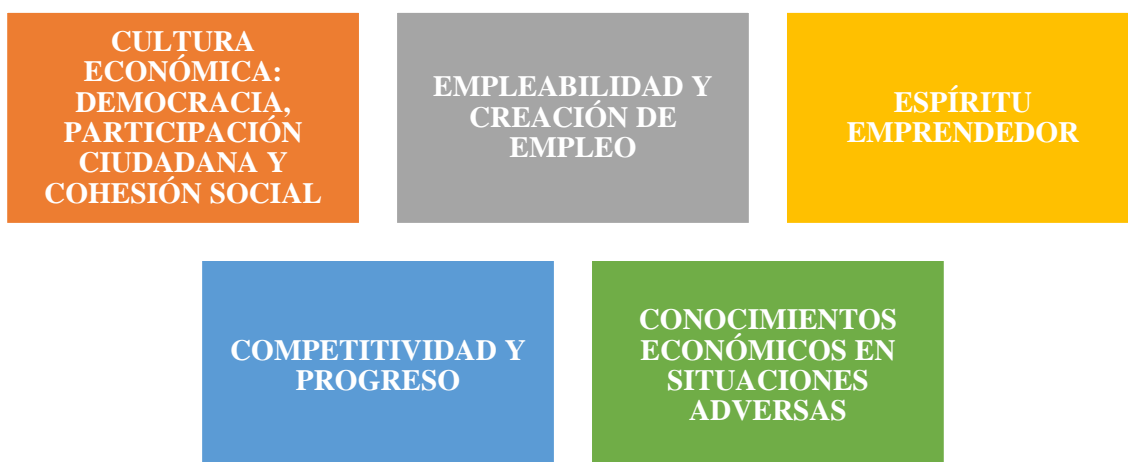 CULTURA
ECONÓMICA:
DEMOCRACIA,
PARTICIPACIÓN
CIUDADANA Y
COHESIÓN SOCIAL
EMPLEABILIDAD Y
CREACIÓN DE
EMPLEO
ESPÍRITU
EMPRENDEDOR
COMPETITIVIDAD Y
PROGRESO
CONOCIMIENTOS
ECONÓMICOS EN
SITUACIONES
ADVERSAS